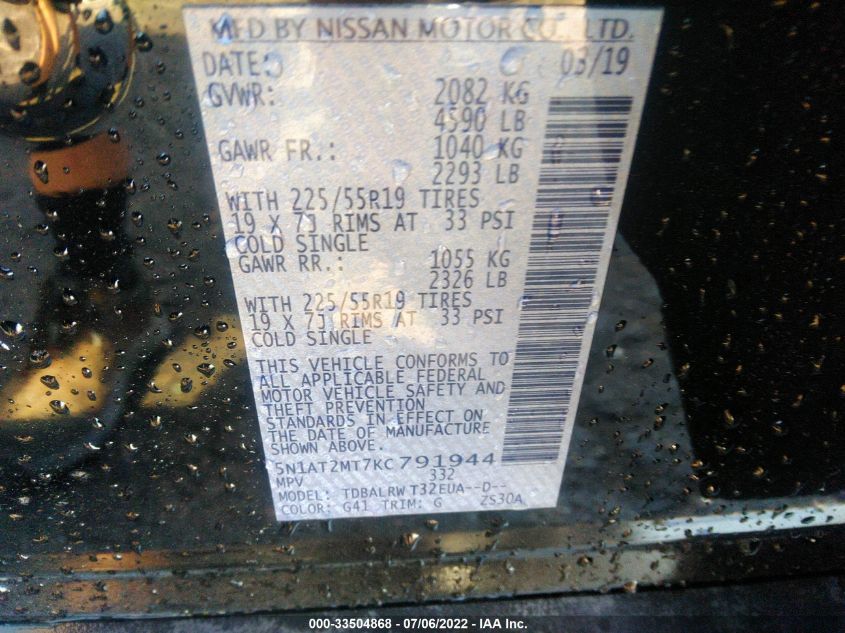 MFD BY NISSAN MOTOR CO., LTD.
DATE: 03/19
GVWR: 2082 KG
4590 LB
GAWR FR.: 1040 KG
2293 LB
WITH 225/55R19 TIRES
19 X 7J RIMS AT 33 PSI
COLD SINGLE
GAWR RR.: 1055 KG
2326 LB
WITH 225/55R19 TIRES
19 X 7J RIMS AT 33 PSI
COLD SINGLE
THIS VEHICLE CONFORMS TO
ALL APPLICABLE FEDERAL
MOTOR VEHICLE SAFETY AND
THEFT PREVENTION
STANDARDS IN EFFECT ON
THE DATE OF MANUFACTURE
SHOWN ABOVE.
5N1AT2MT7KC791944
MPV 332
MODEL: TDBALRW T32EUA--D--
COLOR: G41 TRIM: G ZS30A
000-33504868 - 07/06/2022 - IAA Inc.